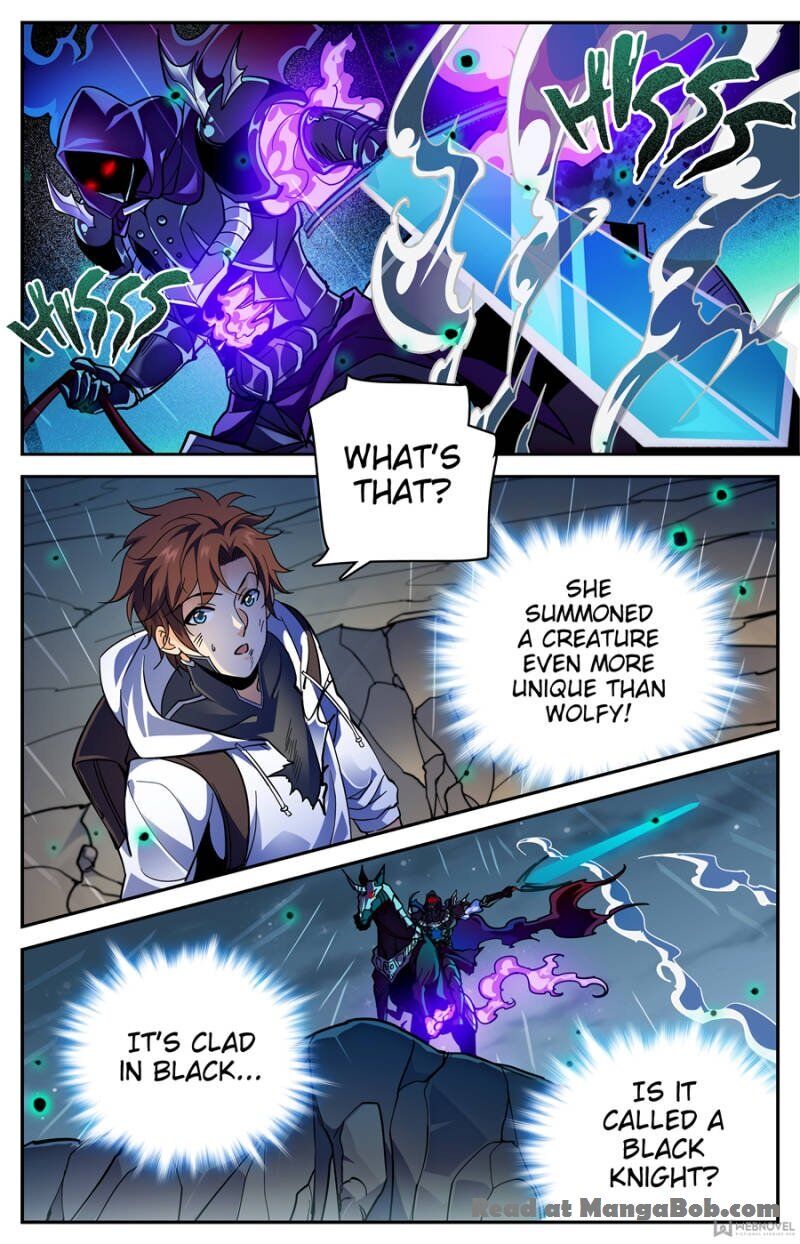 HISSS
HISSS
WHAT'S
THAT?
SHE
SUMMONED
A CREATURE
EVEN MORE
UNIQUE THAN
WOLFY!
IT'S CLAD
IN BLACK...
IS IT
CALLED A
BLACK
KNIGHT?
Read at MangaBob.com
WEBNOVEL